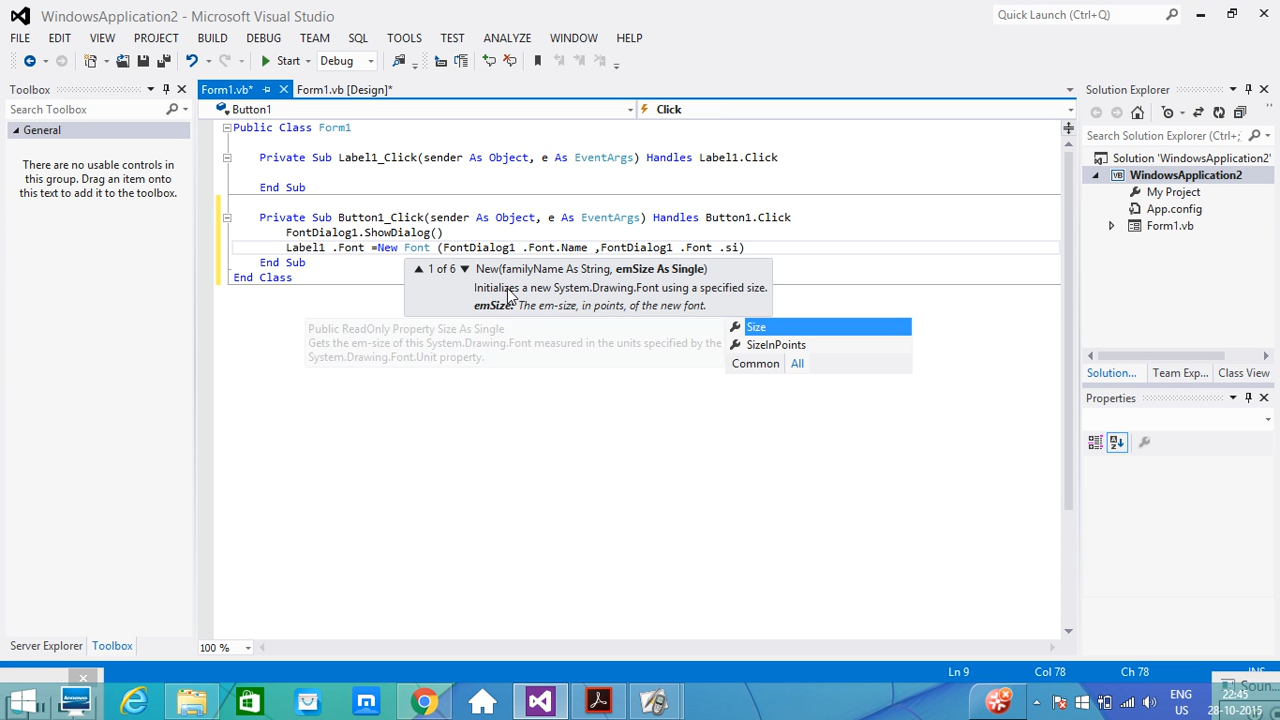 WindowsApplication2 - Microsoft Visual Studio
Quick Launch (Ctrl+Q)
FILE EDIT VIEW PROJECT BUILD DEBUG TEAM SQL TOOLS TEST ANALYZE WINDOW HELP
Start Debug
Toolbox
Search Toolbox
General
There are no usable controls in
this group. Drag an item onto
this text to add it to the toolbox.
Server Explorer Toolbox
Form1.vb* Form1.vb [Design]*
Button1 Click
Public Class Form1
Private Sub Label1_Click(sender As Object, e As EventArgs) Handles Label1.Click
End Sub
Private Sub Button1_Click(sender As Object, e As EventArgs) Handles Button1.Click
FontDialog1.ShowDialog()
Label1 .Font =New Font (FontDialog1 .Font.Name ,FontDialog1 .Font .si)
End Sub
End Class
1 of 6 New(familyName As String, emSize As Single)
Initializes a new System.Drawing.Font using a specified size.
emSize: The em-size, in points, of the new font.
Public ReadOnly Property Size As Single
Gets the em-size of this System.Drawing.Font measured in the units specified by the
System.Drawing.Font.Unit property.
Size
SizeInPoints
Common All
100 %
Solution Explorer
Search Solution Explorer (Ctrl+;
Solution 'WindowsApplication2'
VB WindowsApplication2
My Project
App.config
Form1.vb
Solution... Team Exp... Class View
Properties
Ln 9 Col 78 Ch 78 INS
Soun...
ENG 22:45
US 28-10-2015